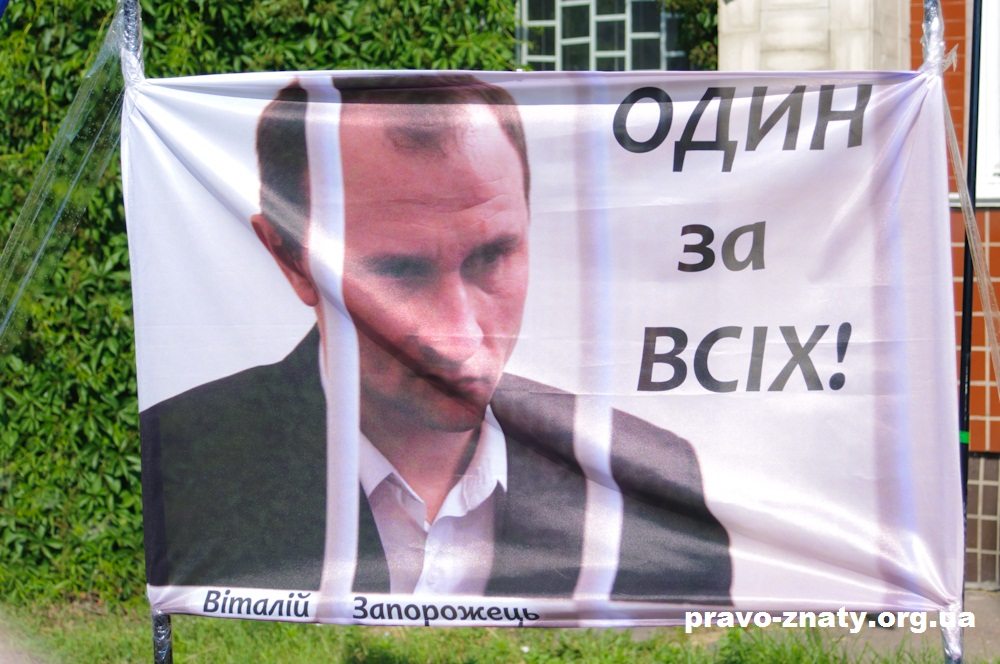 ОДИН
за
ВСІХ!
Віталій Запорожець
pravo-znaty.org.ua